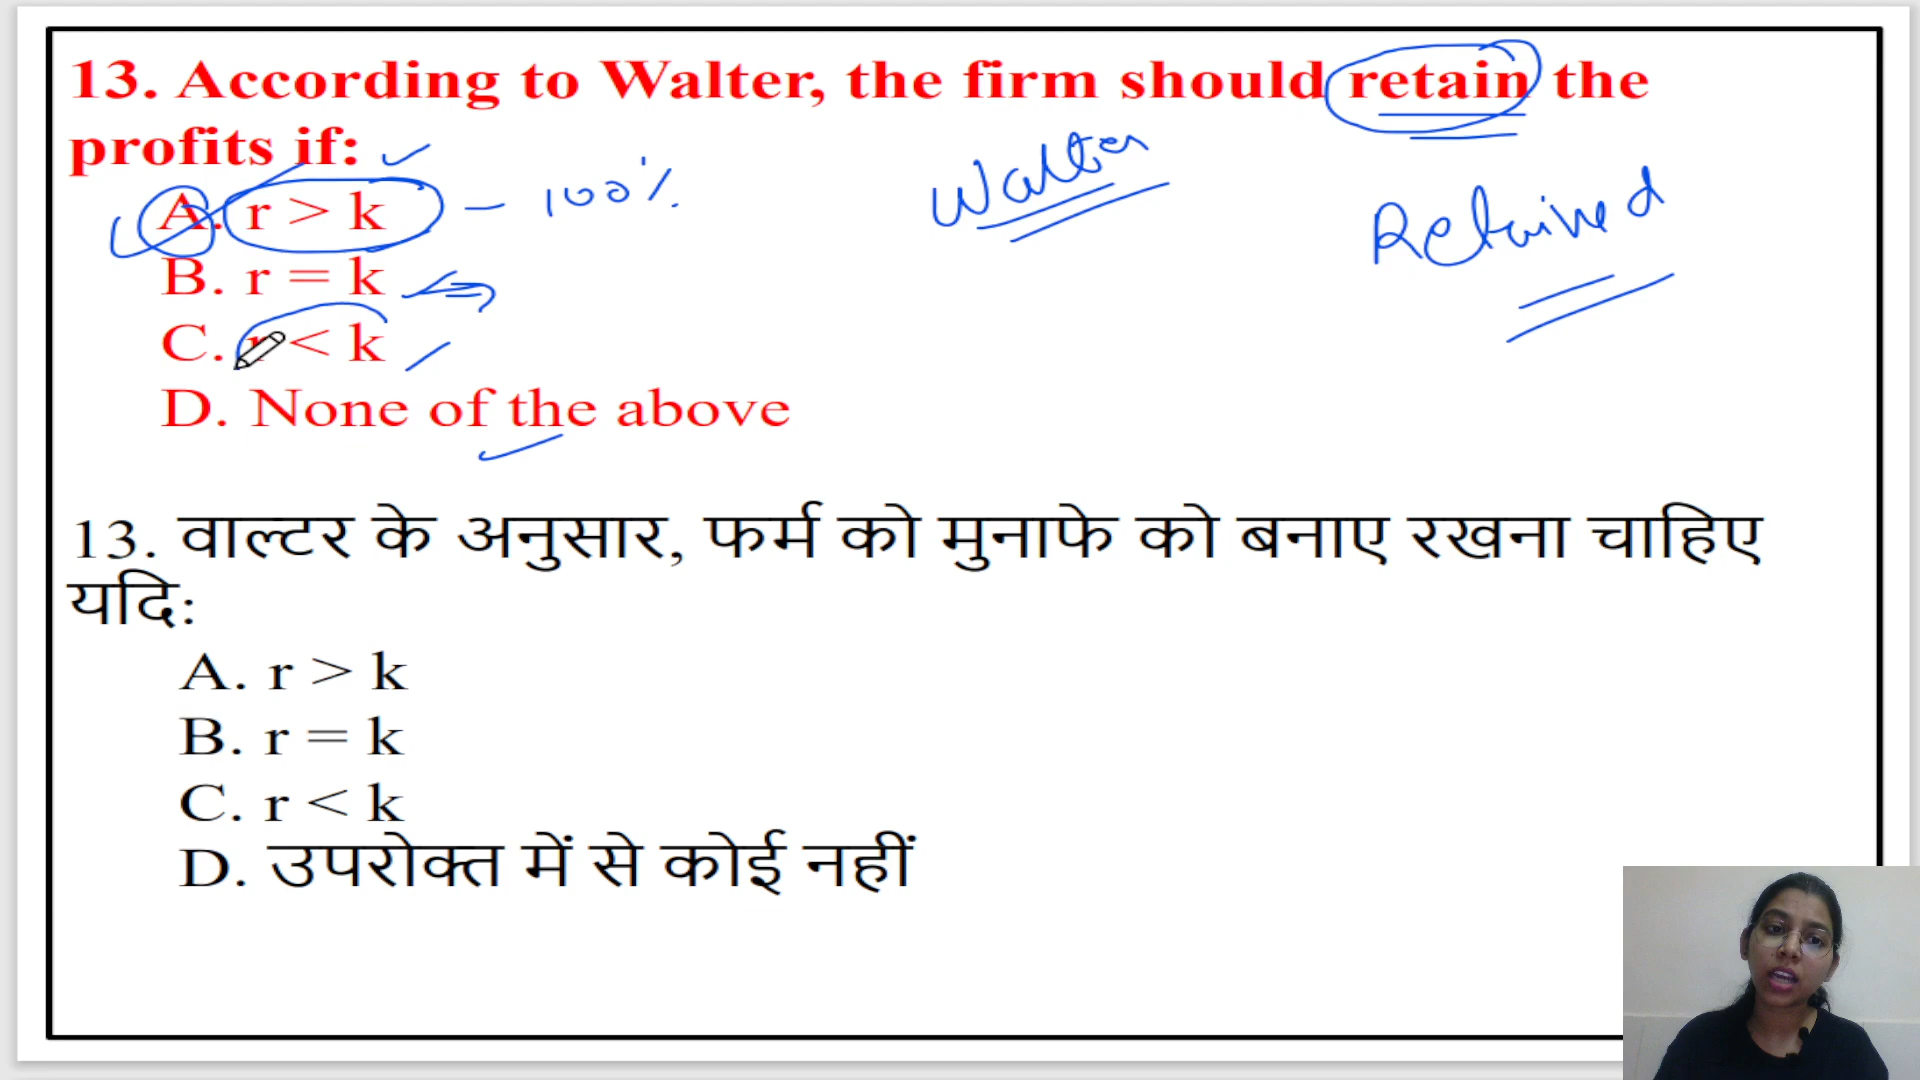 13. According to Walter, the firm should retain the
profits if:
A. r > k - 100%
Walter
Retained
B. r = k
C. r < k
D. None of the above
13. वाल्टर के अनुसार, फर्म को मुनाफे को बनाए रखना चाहिए
यदि:
A. r > k
B. r = k
C. r < k
D. उपरोक्त में से कोई नहीं